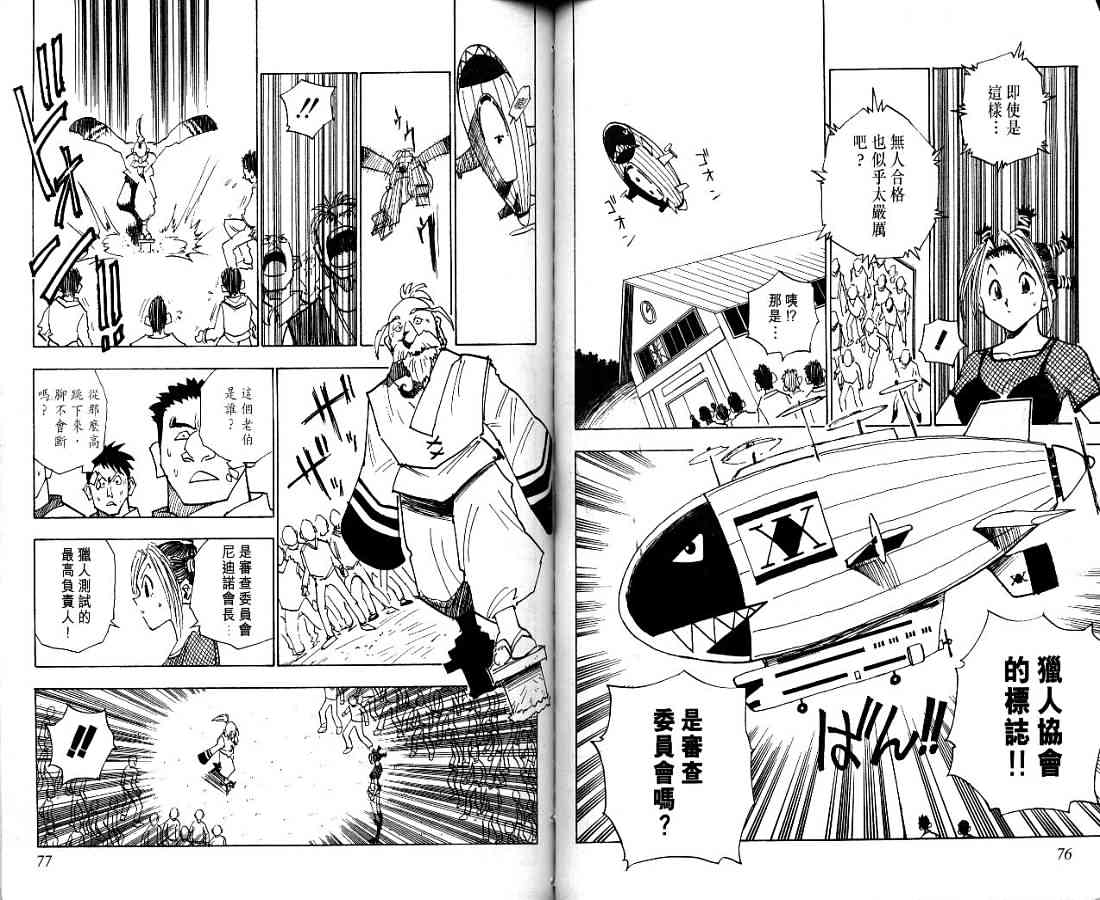 即使是
這樣…
無人合格
也似乎太嚴厲
吧？
！
ゴオン
ゴオン
咦!?
那是…
獵人協會
的標誌!!
ばん!!
是審查
委員會嗎？
76
!!
這個老伯
是誰？
從那麼高
跳下來，
腳不會斷
嗎？
是審查委員會
尼迪諾會長…
獵人測試的
最高負責人！
!!
77